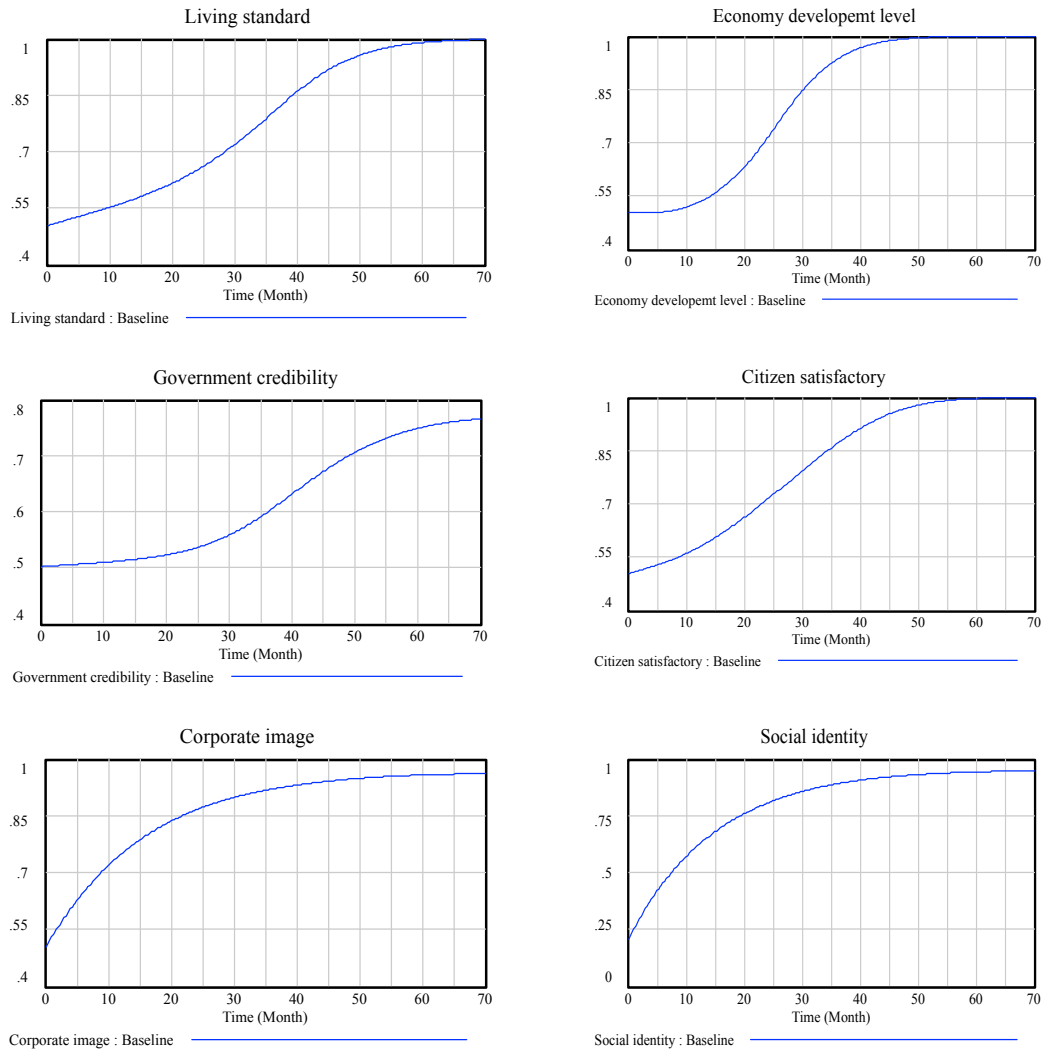 Living standard
1
.85
.7
.55
.4
0 10 20 30 40 50 60 70
Time (Month)
Living standard : Baseline
Economy developemt level
1
.85
.7
.55
.4
0 10 20 30 40 50 60 70
Time (Month)
Economy developemt level : Baseline
Government credibility
.8
.7
.6
.5
.4
0 10 20 30 40 50 60 70
Time (Month)
Government credibility : Baseline
Citizen satisfactory
1
.85
.7
.55
.4
0 10 20 30 40 50 60 70
Time (Month)
Citizen satisfactory : Baseline
Corporate image
1
.85
.7
.55
.4
0 10 20 30 40 50 60 70
Time (Month)
Corporate image : Baseline
Social identity
1
.75
.5
.25
0
0 10 20 30 40 50 60 70
Time (Month)
Social identity : Baseline